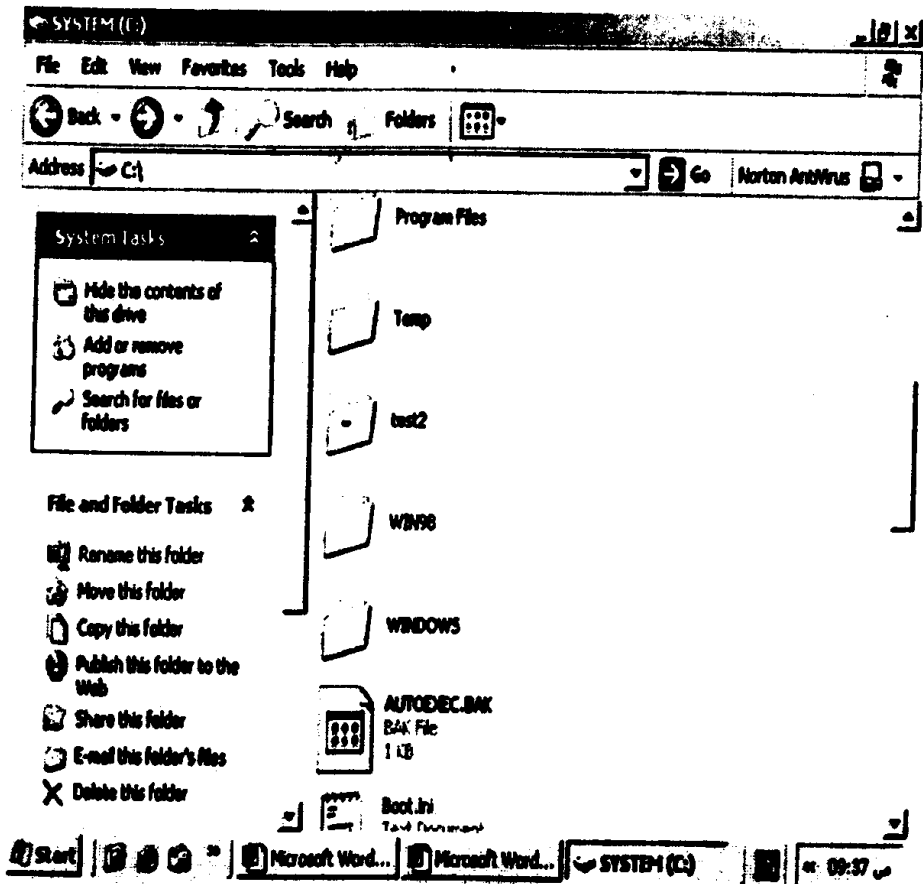 SYSTEM (C:)
File Edit View Favorites Tools Help
Back Search Folders
Address C:\ Go Norton AntiVirus
System Tasks
Hide the contents of
this drive
Add or remove
programs
Search for files or
folders
File and Folder Tasks
Rename this folder
Move this folder
Copy this folder
Publish this folder to the
Web
Share this folder
E-mail this folder's files
Delete this folder
Program Files
Temp
test2
WIN98
WINDOWS
AUTOEXEC.BAK
BAK File
1 KB
Boot.ini
Text Document
Start » Microsoft Word... Microsoft Word... SYSTEM (C:) « 09:37 ص